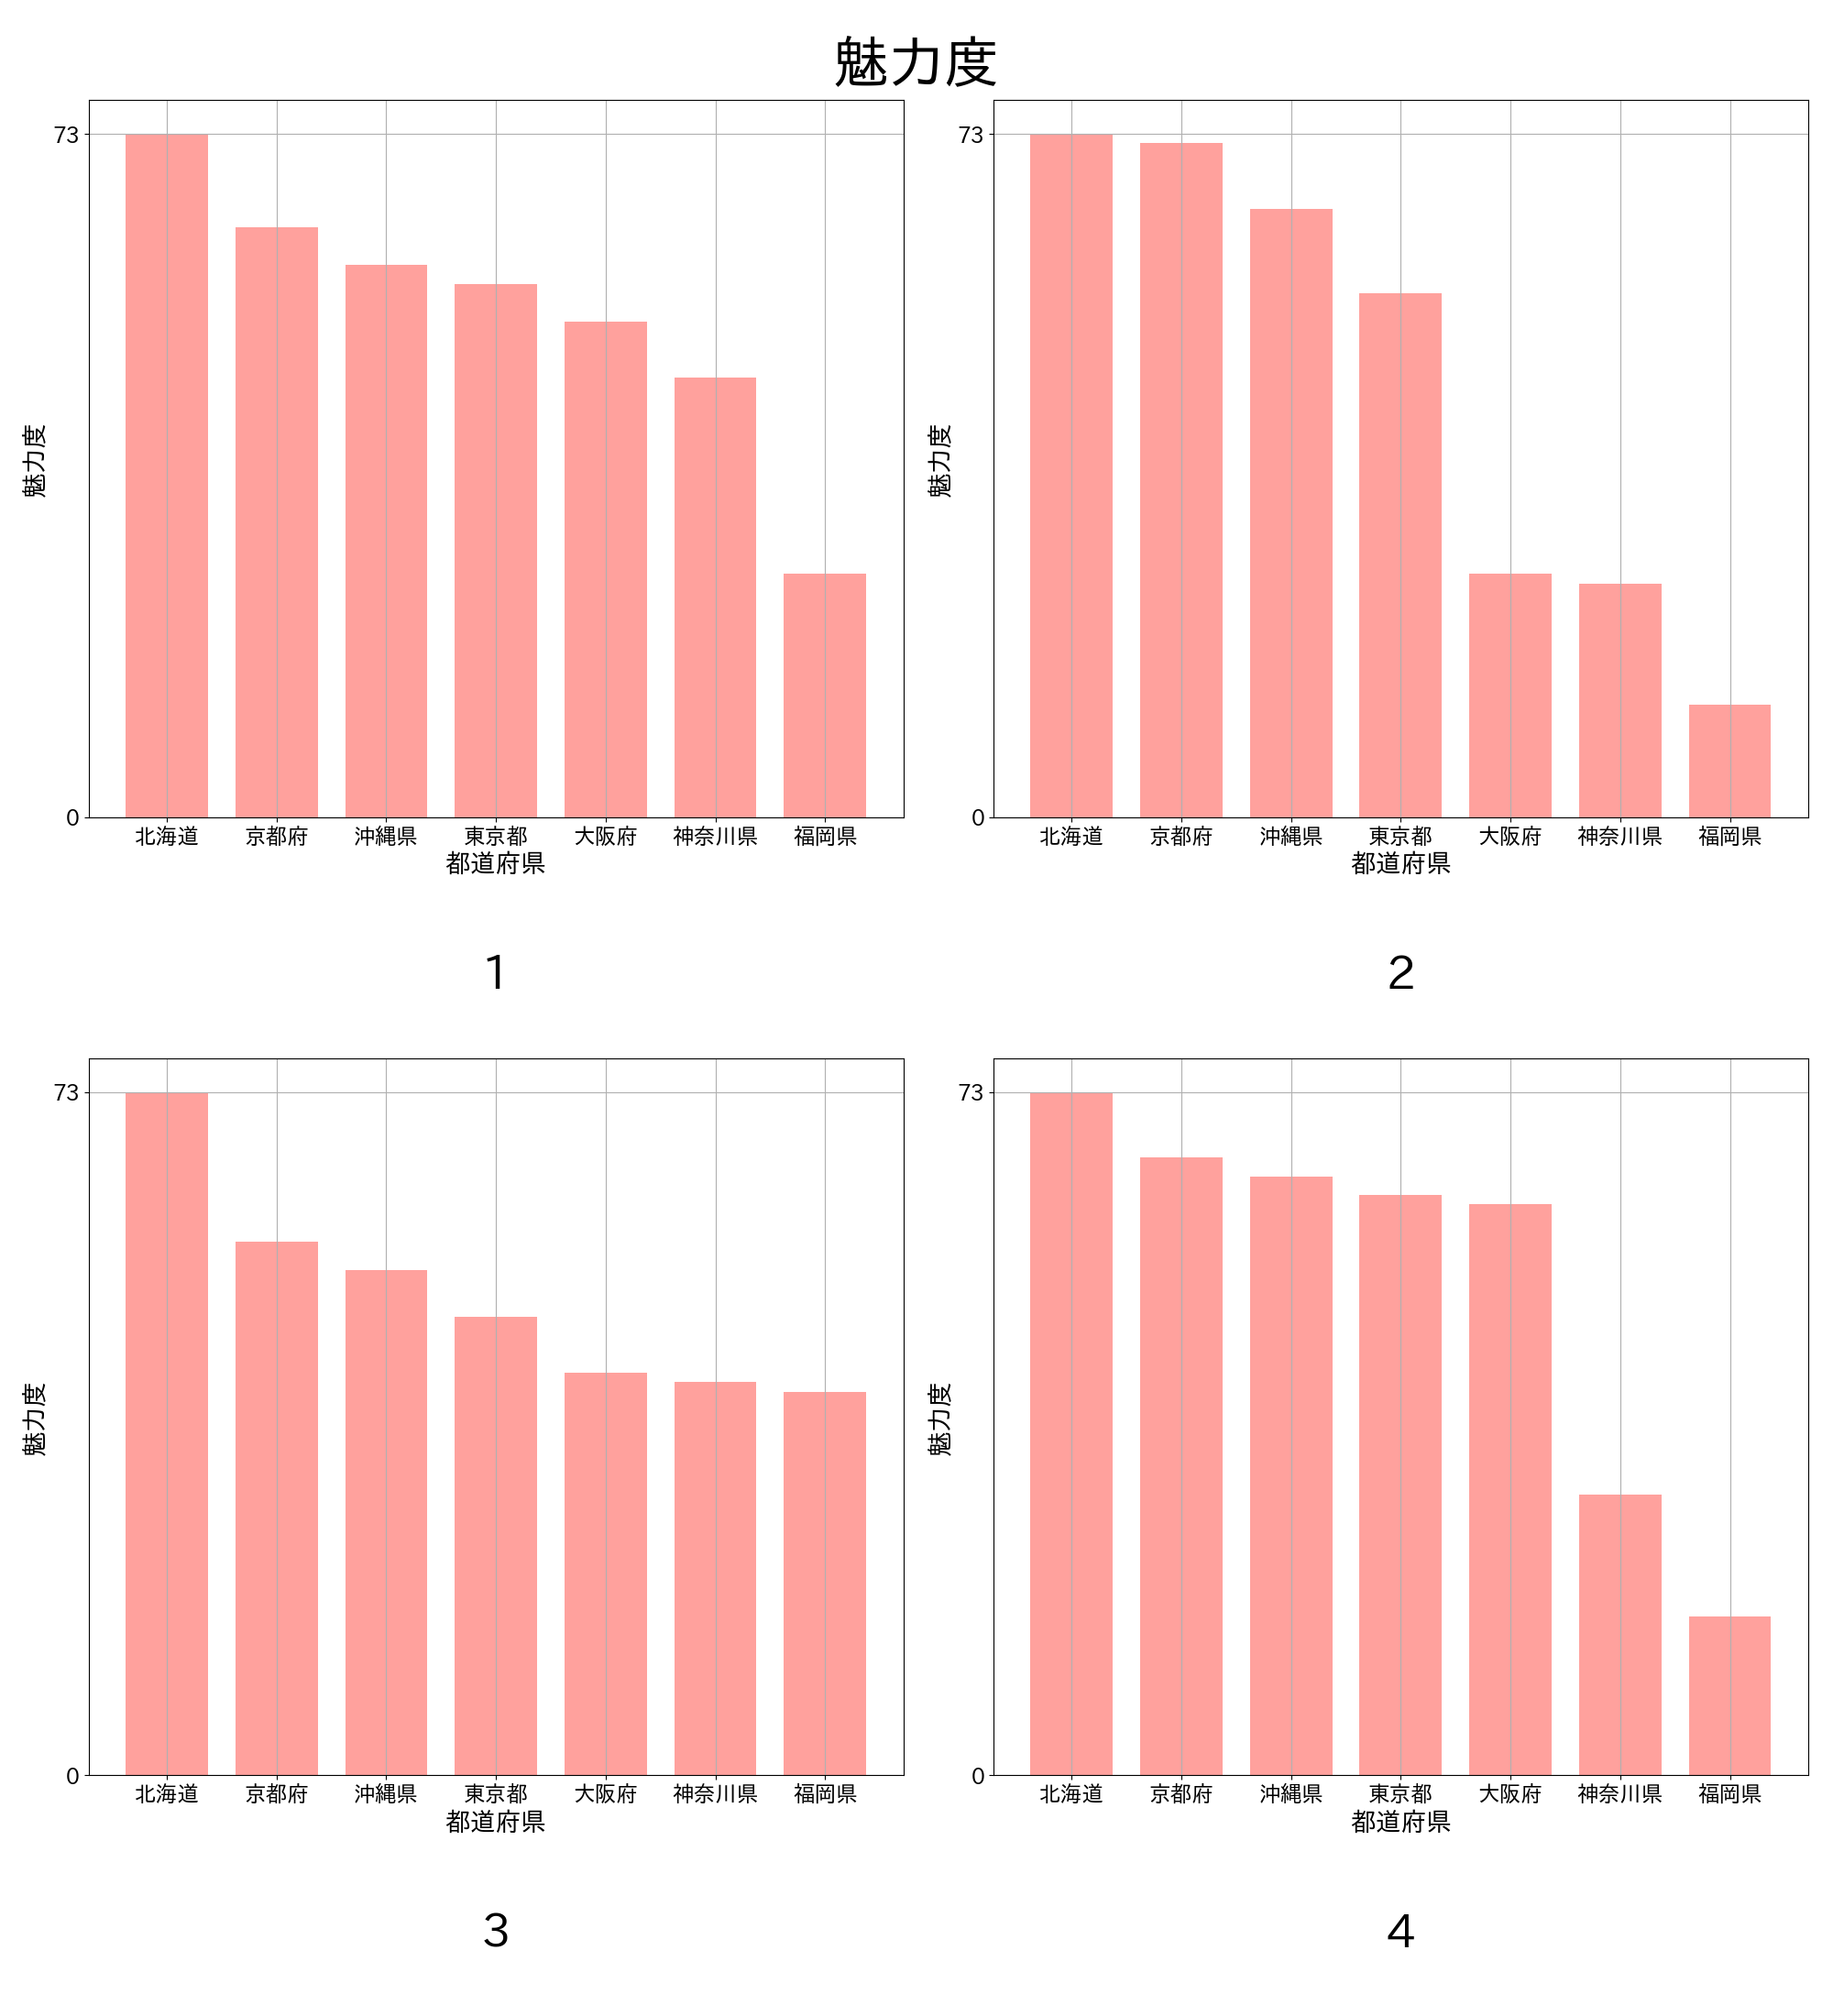 魅力度
73
0
魅力度
北海道 京都府 沖縄県 東京都 大阪府 神奈川県 福岡県
都道府県
1
73
0
魅力度
北海道 京都府 沖縄県 東京都 大阪府 神奈川県 福岡県
都道府県
2
73
0
魅力度
北海道 京都府 沖縄県 東京都 大阪府 神奈川県 福岡県
都道府県
3
73
0
魅力度
北海道 京都府 沖縄県 東京都 大阪府 神奈川県 福岡県
都道府県
4